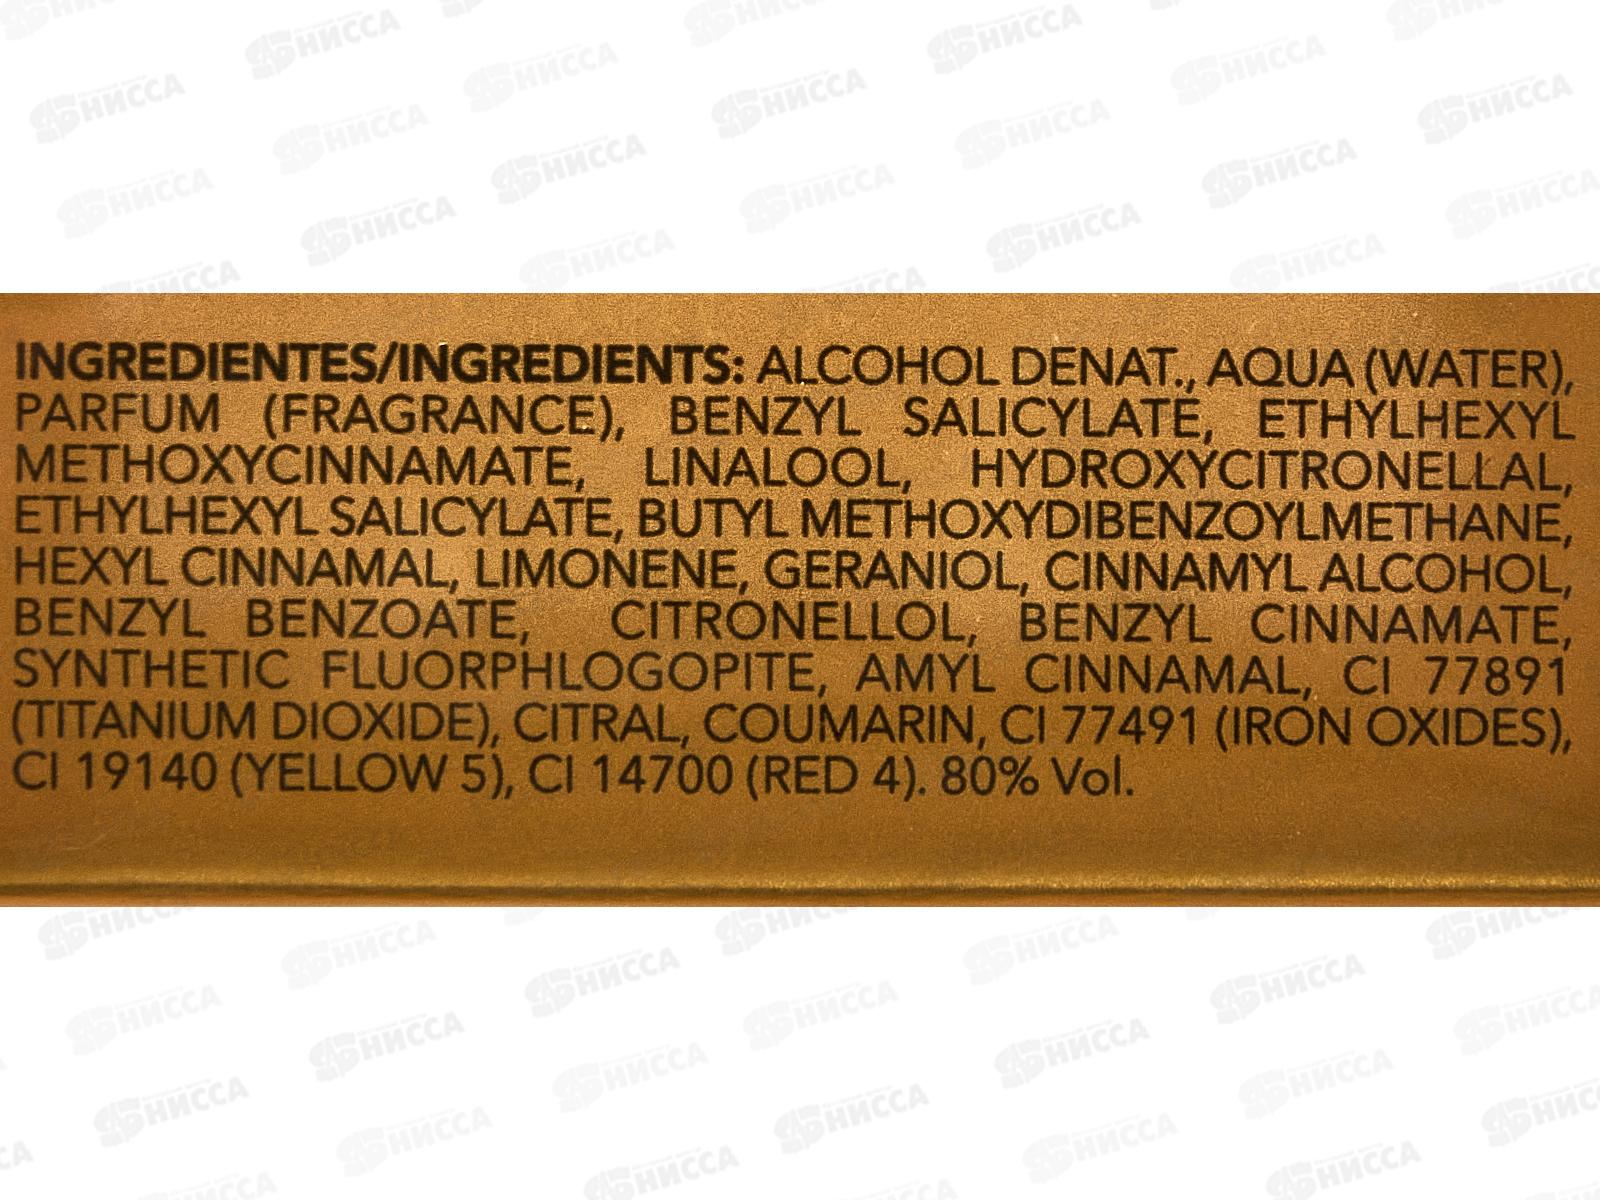 INGREDIENTES/INGREDIENTS: ALCOHOL DENAT., AQUA (WATER),
PARFUM (FRAGRANCE), BENZYL SALICYLATE, ETHYLHEXYL
METHOXYCINNAMATE, LINALOOL, HYDROXYCITRONELLAL,
ETHYLHEXYL SALICYLATE, BUTYL METHOXYDIBENZOYLMETHANE,
HEXYL CINNAMAL, LIMONENE, GERANIOL, CINNAMYL ALCOHOL,
BENZYL BENZOATE, CITRONELLOL, BENZYL CINNAMATE,
SYNTHETIC FLUORPHLOGOPITE, AMYL CINNAMAL, CI 77891
(TITANIUM DIOXIDE), CITRAL, COUMARIN, CI 77491 (IRON OXIDES),
CI 19140 (YELLOW 5), CI 14700 (RED 4). 80% Vol.
НИССА